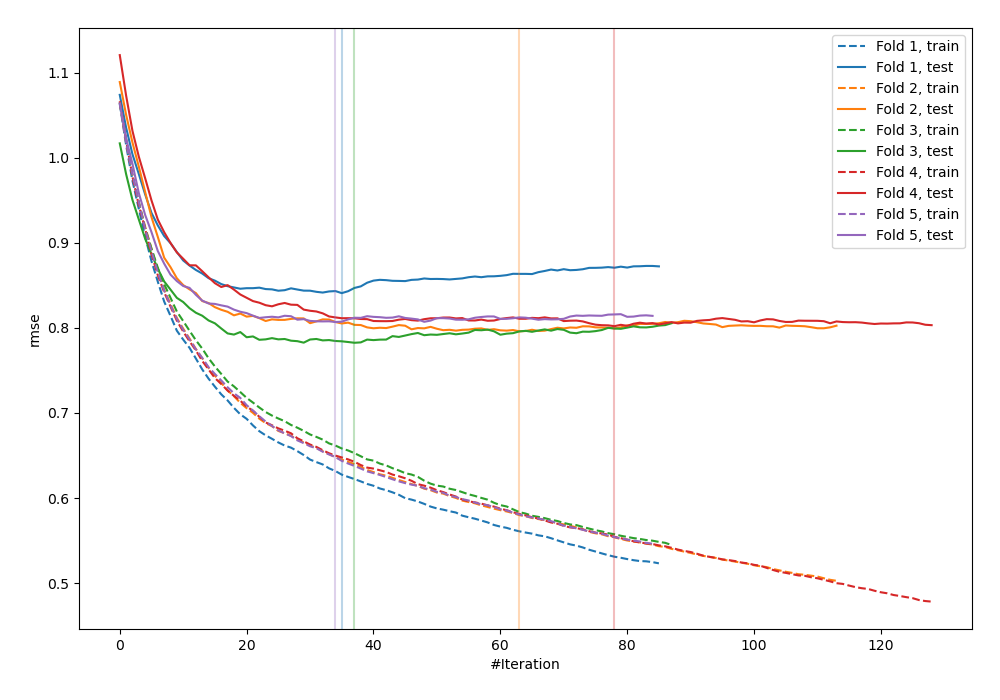 1.1
1.0
0.9
0.8
0.7
0.6
0.5
rmse
0 20 40 60 80 100 120
#Iteration
Fold 1, train
Fold 1, test
Fold 2, train
Fold 2, test
Fold 3, train
Fold 3, test
Fold 4, train
Fold 4, test
Fold 5, train
Fold 5, test